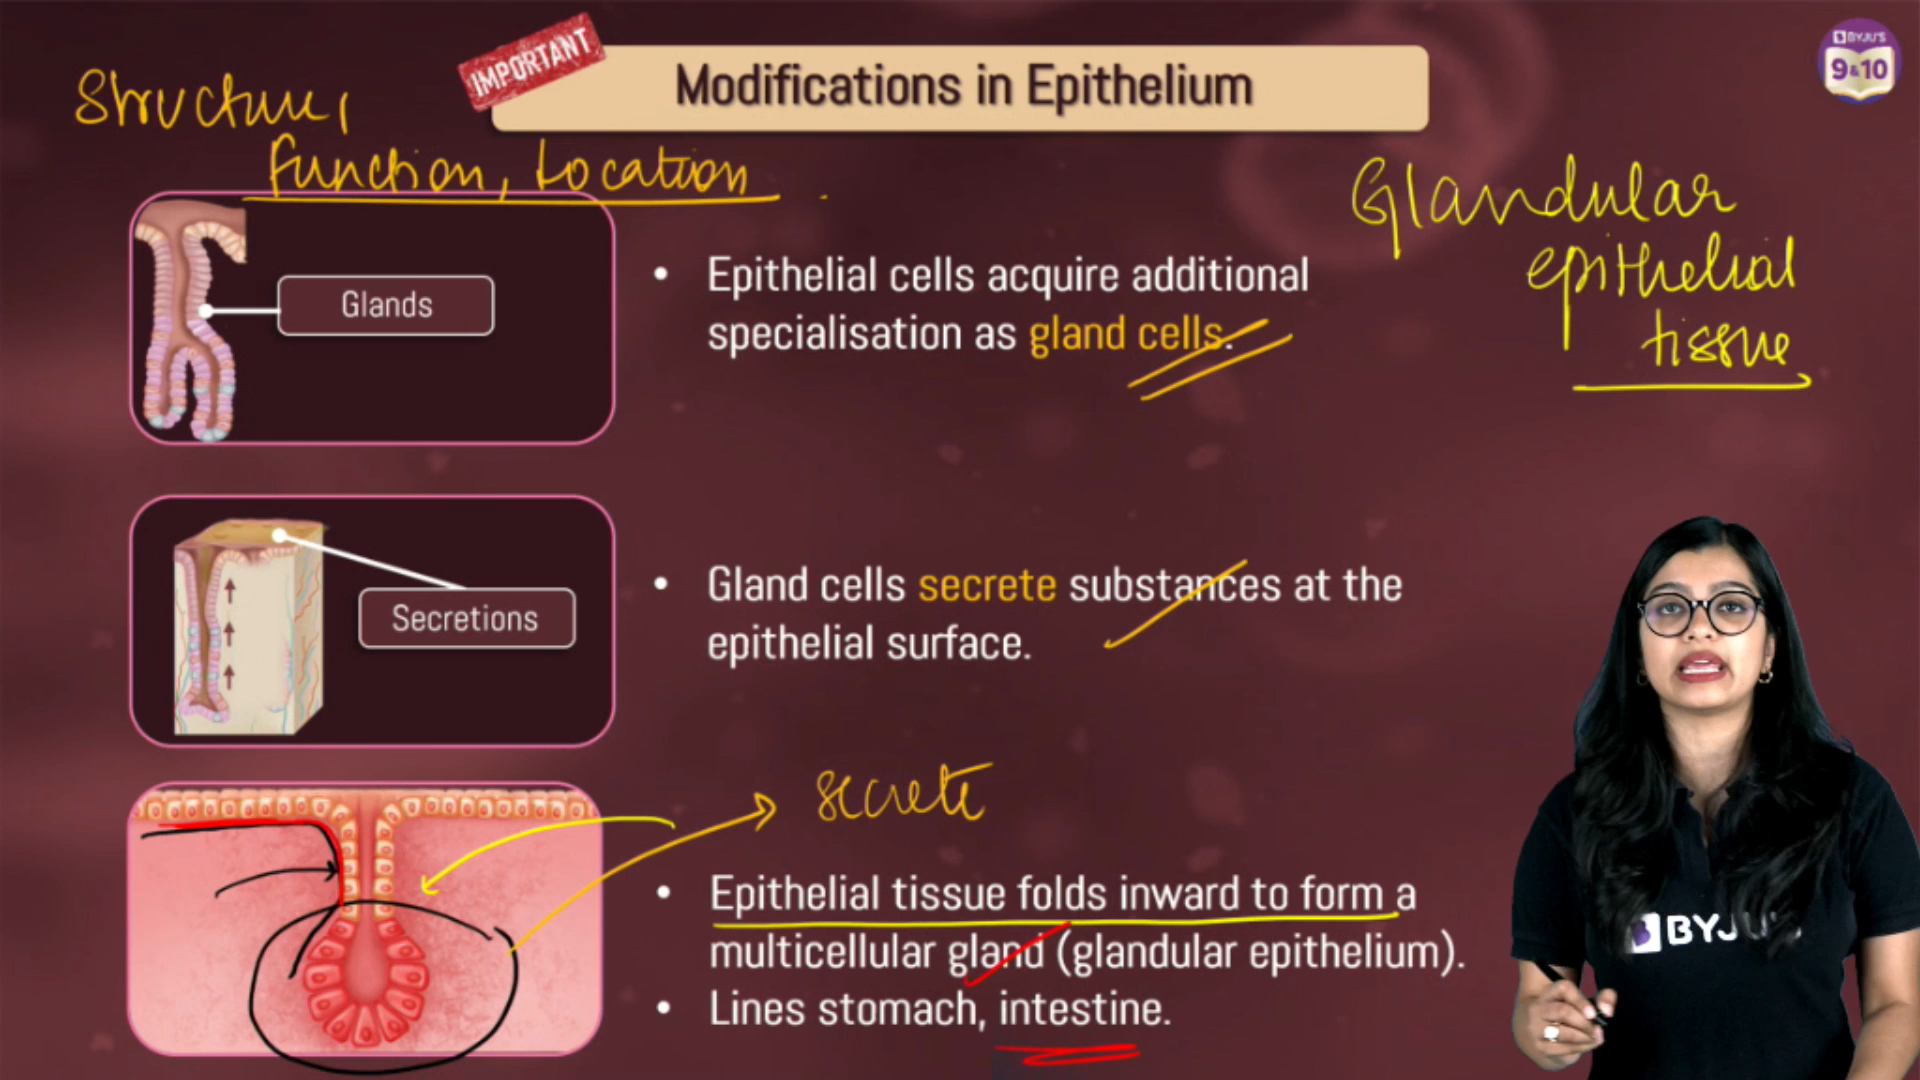 IMPORTANT
Modifications in Epithelium
BYJU'S
9&10
Structure,
Function, Location
Glandular
epithelial
tissue
Glands
• Epithelial cells acquire additional
specialisation as gland cells.
Secretions
• Gland cells secrete substances at the
epithelial surface.
secrete
• Epithelial tissue folds inward to form a
multicellular gland (glandular epithelium).
• Lines stomach, intestine.
BYJU'S